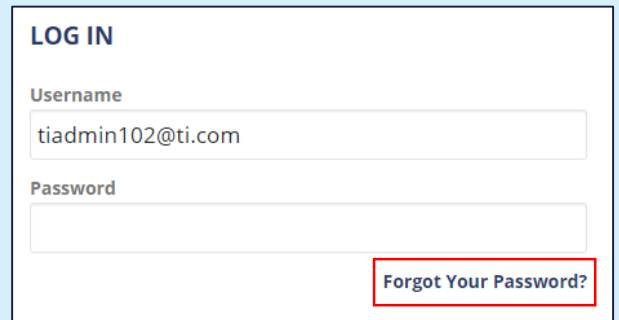 LOG IN
Username
tiadmin102@ti.com
Password
Forgot Your Password?